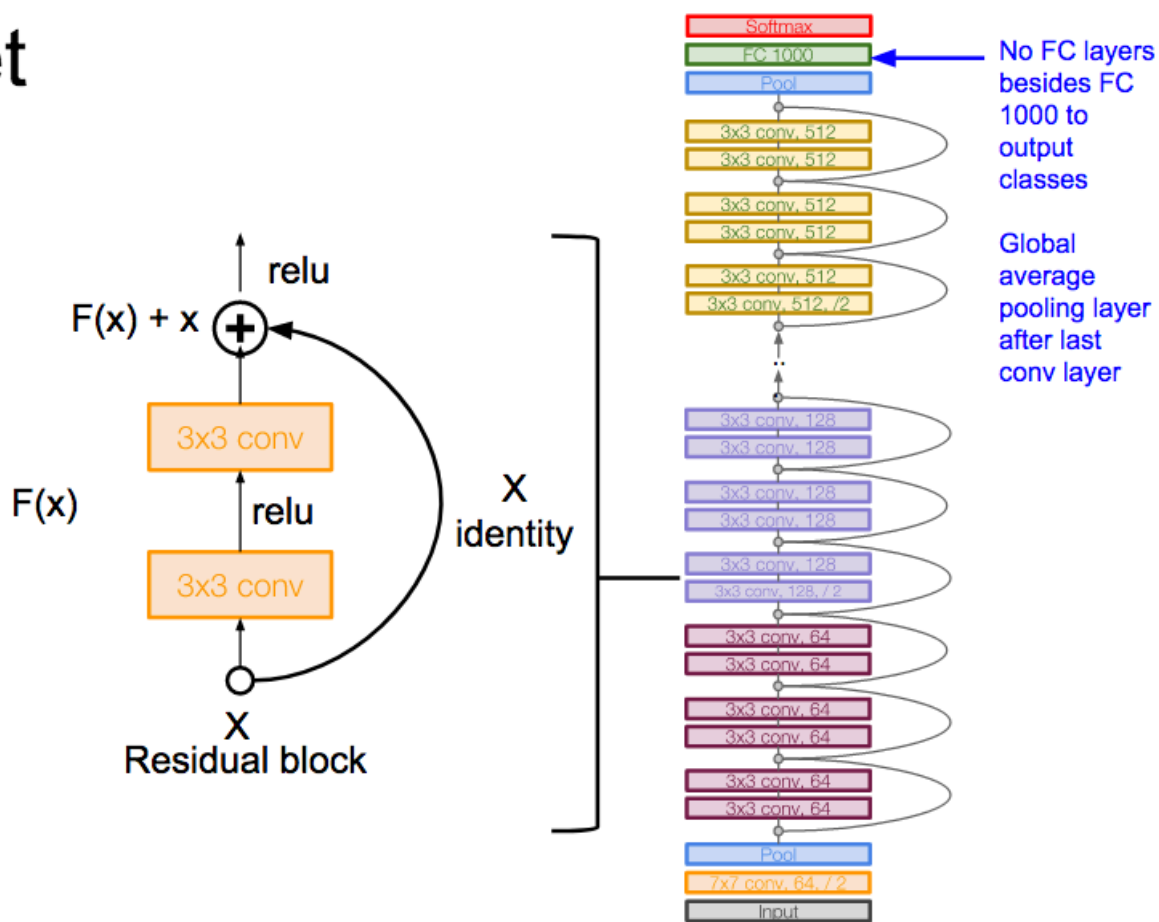 et
relu
F(x) + x
3x3 conv
F(x)
relu
X
identity
3x3 conv
X
Residual block
Softmax
FC 1000
Pool
3x3 conv, 512
3x3 conv, 512
3x3 conv, 512
3x3 conv, 512
3x3 conv, 512
3x3 conv, 512, /2
..
3x3 conv, 128
3x3 conv, 128
3x3 conv, 128
3x3 conv, 128
3x3 conv, 128
3x3 conv, 128, / 2
3x3 conv, 64
3x3 conv, 64
3x3 conv, 64
3x3 conv, 64
3x3 conv, 64
3x3 conv, 64
Pool
7x7 conv, 64, / 2
Input
No FC layers
besides FC
1000 to
output
classes
Global
average
pooling layer
after last
conv layer